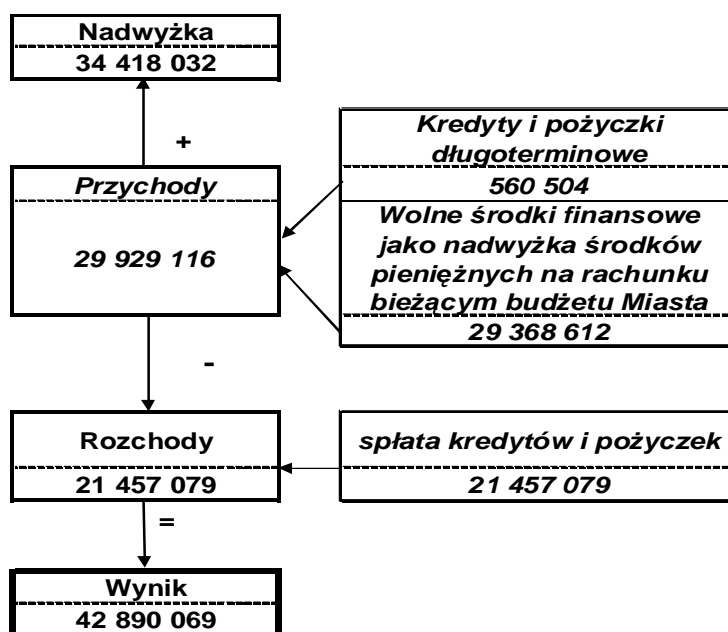 Nadwyżka
34 418 032
+
Przychody
29 929 116
Kredyty i pożyczki
długoterminowe
560 504
Wolne środki finansowe
jako nadwyżka środków
pieniężnych na rachunku
bieżącym budżetu Miasta
29 368 612
-
Rozchody
21 457 079
spłata kredytów i pożyczek
21 457 079
=
Wynik
42 890 069